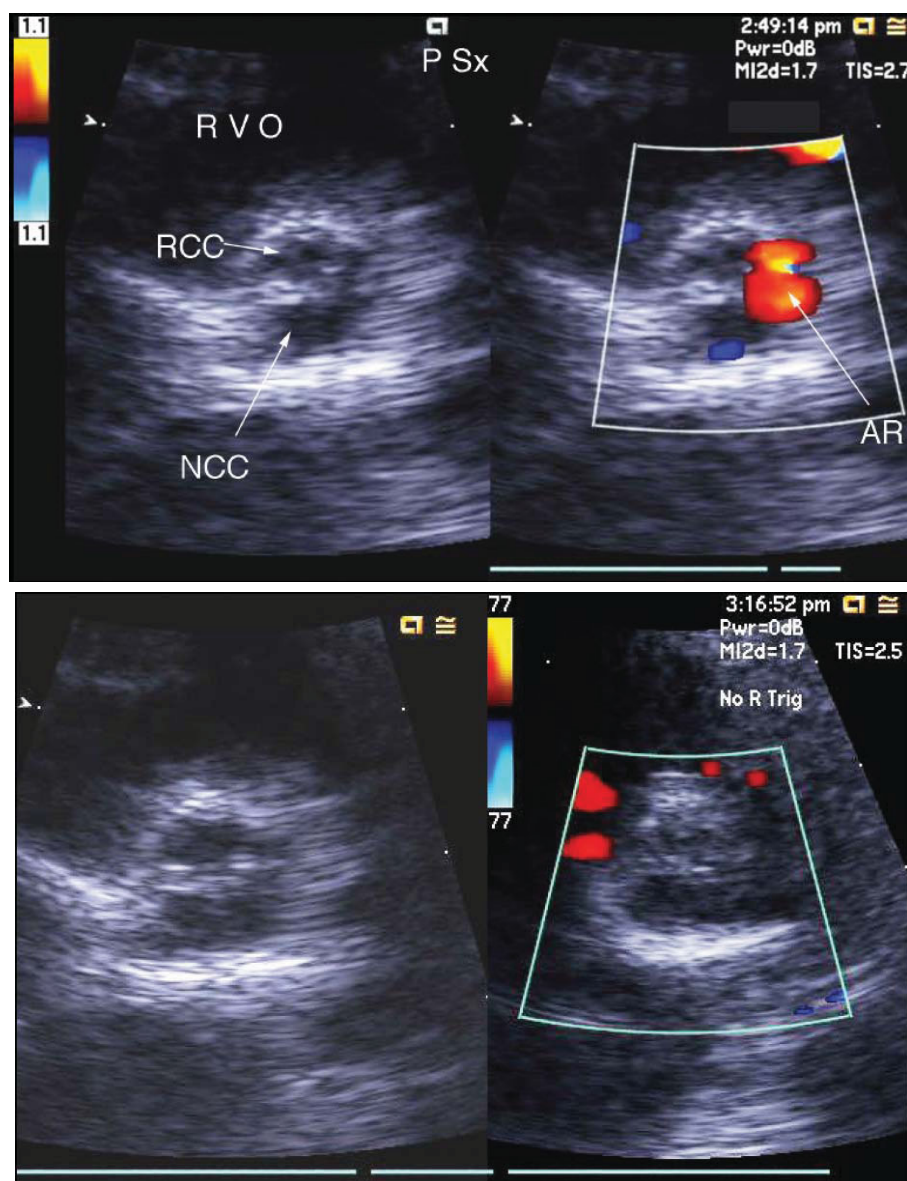 1.1
P Sx
2:49:14 pm
Pwr=0dB
MI2d=1.7 TIS=2.7
R V O
1.1
RCC
NCC
AR
77
3:16:52 pm
Pwr=0dB
MI2d=1.7 TIS=2.5
No R Trig
77